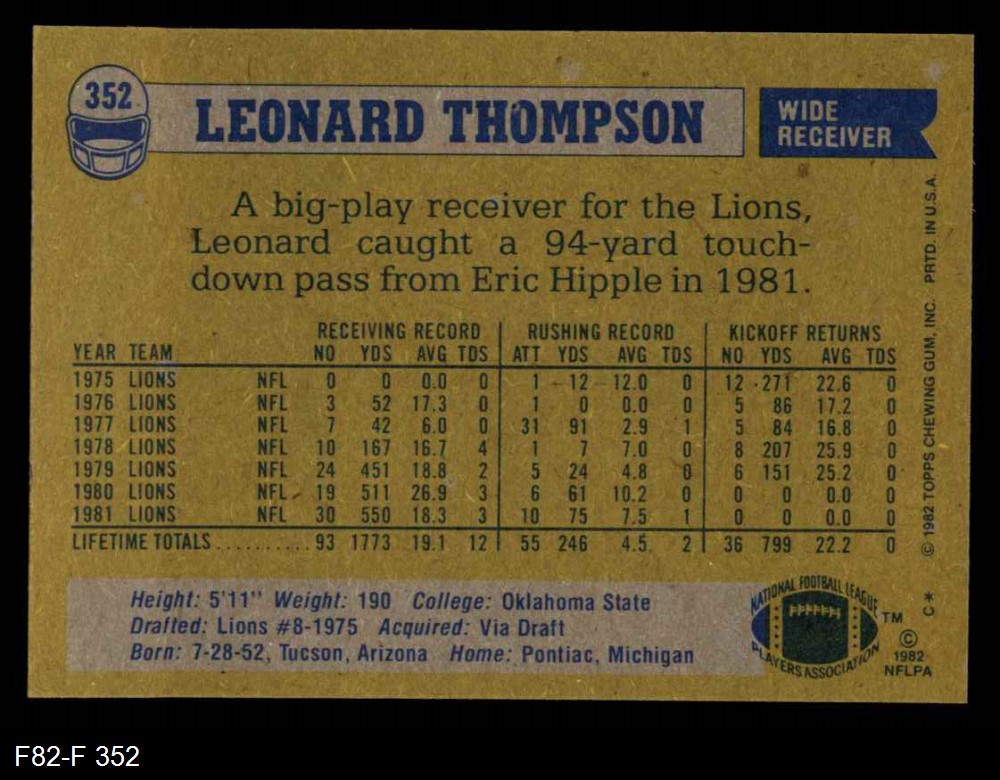 352
LEONARD THOMPSON
WIDE
RECEIVER
A big-play receiver for the Lions,
Leonard caught a 94-yard touch-
down pass from Eric Hipple in 1981.
RECEIVING RECORD RUSHING RECORD KICKOFF RETURNS
YEAR TEAM NO YDS AVG TDS ATT YDS AVG TDS NO YDS AVG TDS
1975 LIONS NFL 0 0 0.0 0 1 -12 -12.0 0 12 271 22.6 0
1976 LIONS NFL 3 52 17.3 0 1 0 0.0 0 5 86 17.2 0
1977 LIONS NFL 7 42 6.0 0 31 91 2.9 1 5 84 16.8 0
1978 LIONS NFL 10 167 16.7 4 1 7 7.0 0 8 207 25.9 0
1979 LIONS NFL 24 451 18.8 2 5 24 4.8 0 6 151 25.2 0
1980 LIONS NFL 19 511 26.9 3 6 61 10.2 0 0 0 0.0 0
1981 LIONS NFL 30 550 18.3 3 10 75 7.5 1 0 0 0.0 0
LIFETIME TOTALS.......... 93 1773 19.1 12 55 246 4.5 2 36 799 22.2 0
© 1982 TOPPS CHEWING GUM, INC. PRTD. IN U.S.A.
C*
Height: 5'11" Weight: 190 College: Oklahoma State
Drafted: Lions #8-1975 Acquired: Via Draft
Born: 7-28-52, Tucson, Arizona Home: Pontiac, Michigan
NATIONAL FOOTBALL LEAGUE
PLAYERS ASSOCIATION
TM
©
1982
NFLPA
F82-F 352